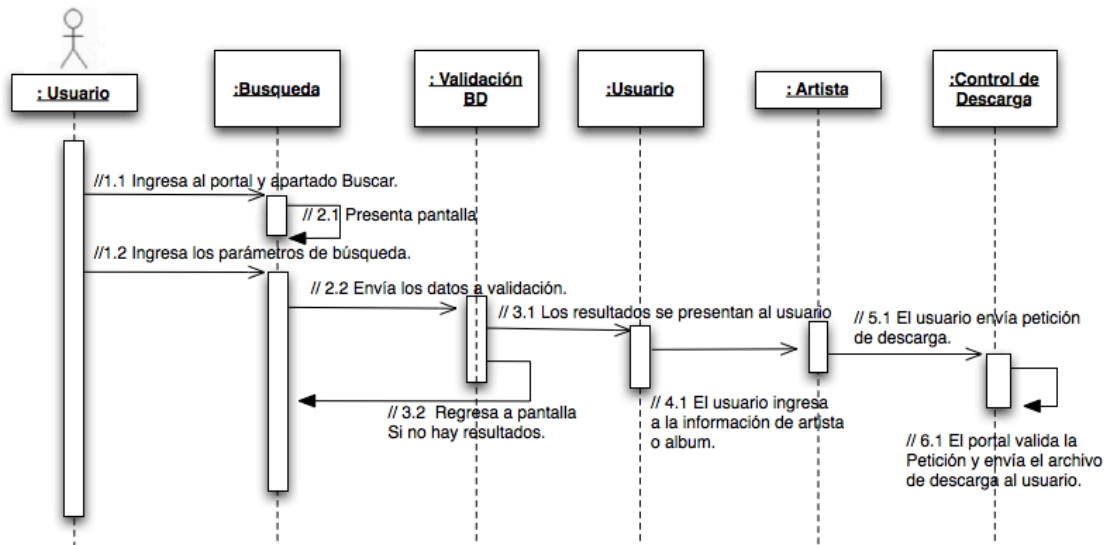 : Usuario
:Busqueda
: Validación
BD
:Usuario
: Artista
:Control de
Descarga
//1.1 Ingresa al portal y apartado Buscar.
// 2.1 Presenta pantalla
//1.2 Ingresa los parámetros de búsqueda.
// 2.2 Envía los datos a validación.
// 3.1 Los resultados se presentan al usuario
// 5.1 El usuario envía petición
de descarga.
// 3.2 Regresa a pantalla
Si no hay resultados.
// 4.1 El usuario ingresa
a la información de artista
o album.
// 6.1 El portal valida la
Petición y envía el archivo
de descarga al usuario.